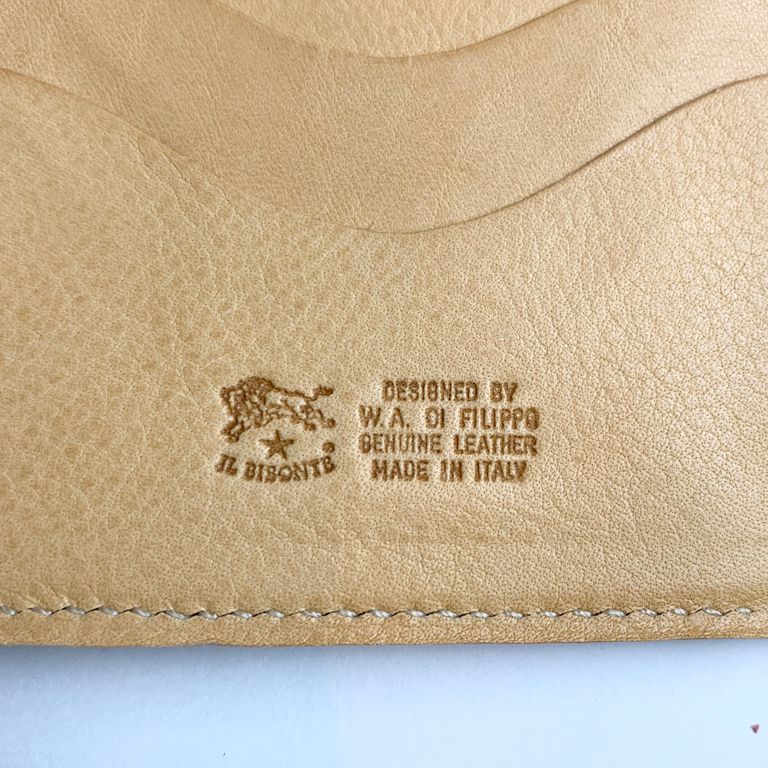 IL BISONTE
DESIGNED BY
W. A. DI FILIPPO
GENUINE LEATHER
MADE IN ITALY